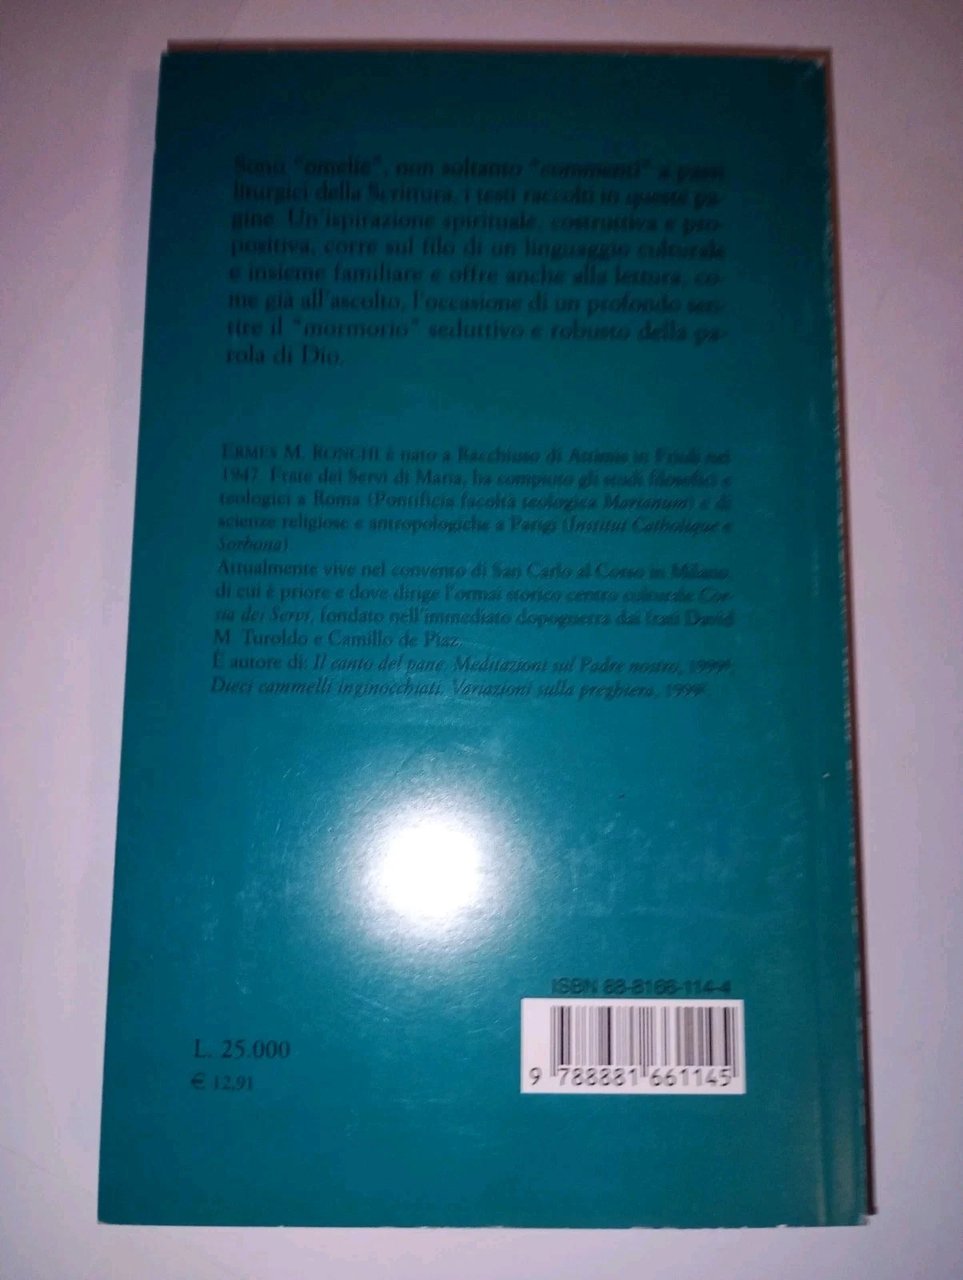 Sono "omelie", non soltanto "commenti" a passi
liturgici della Scrittura, i testi raccolti in queste pa-
gine. Un'ispirazione spirituale, costruttiva e pro-
positiva, corre sul filo di un linguaggio culturale
e insieme familiare e offre anche alla lettura, co-
me già all'ascolto, l'occasione di un profondo sen-
tire il "mormorio" seduttivo e robusto della pa-
rola di Dio.
ERMES M. RONCHI è nato a Racchiuso di Attimis in Friuli nel
1947. Frate dei Servi di Maria, ha compiuto gli studi filosofici e
teologici a Roma (Pontificia facoltà teologica Marianum) e di
scienze religiose e antropologiche a Parigi (Institut Catholique e
Sorbona).
Attualmente vive nel convento di San Carlo al Corso in Milano,
di cui è priore e dove dirige l'ormai storico centro culturale Cor-
sia dei Servi, fondato nell'immediato dopoguerra dai frati David
M. Turoldo e Camillo de Piaz.
È autore di: Il canto del pane. Meditazioni sul Padre nostro, 1999
Dieci cammelli inginocchiati. Variazioni sulla preghiera, 1999
ISBN 88-8166-114-4
L. 25.000
€ 12,91
9 788881 661145